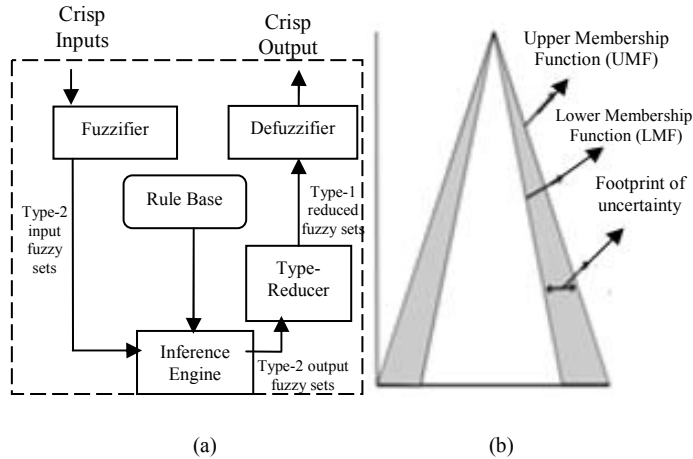 Crisp
Inputs
Crisp
Output
Fuzzifier
Defuzzifier
Type-2
input
fuzzy
sets
Rule Base
Type-1
reduced
fuzzy sets
Type-
Reducer
Inference
Engine
Type-2 output
fuzzy sets
(a)
Upper Membership
Function (UMF)
Lower Membership
Function (LMF)
Footprint of
uncertainty
(b)